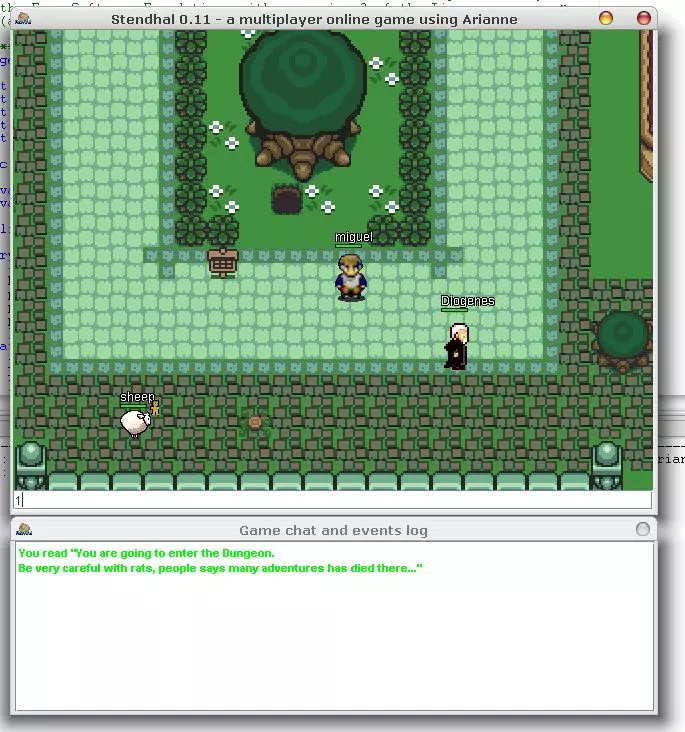 Stendhal 0.11 - a multiplayer online game using Arianne
miguel
Diogenes
sheep
1
Game chat and events log
You read "You are going to enter the Dungeon.
Be very careful with rats, people says many adventures has died there..."